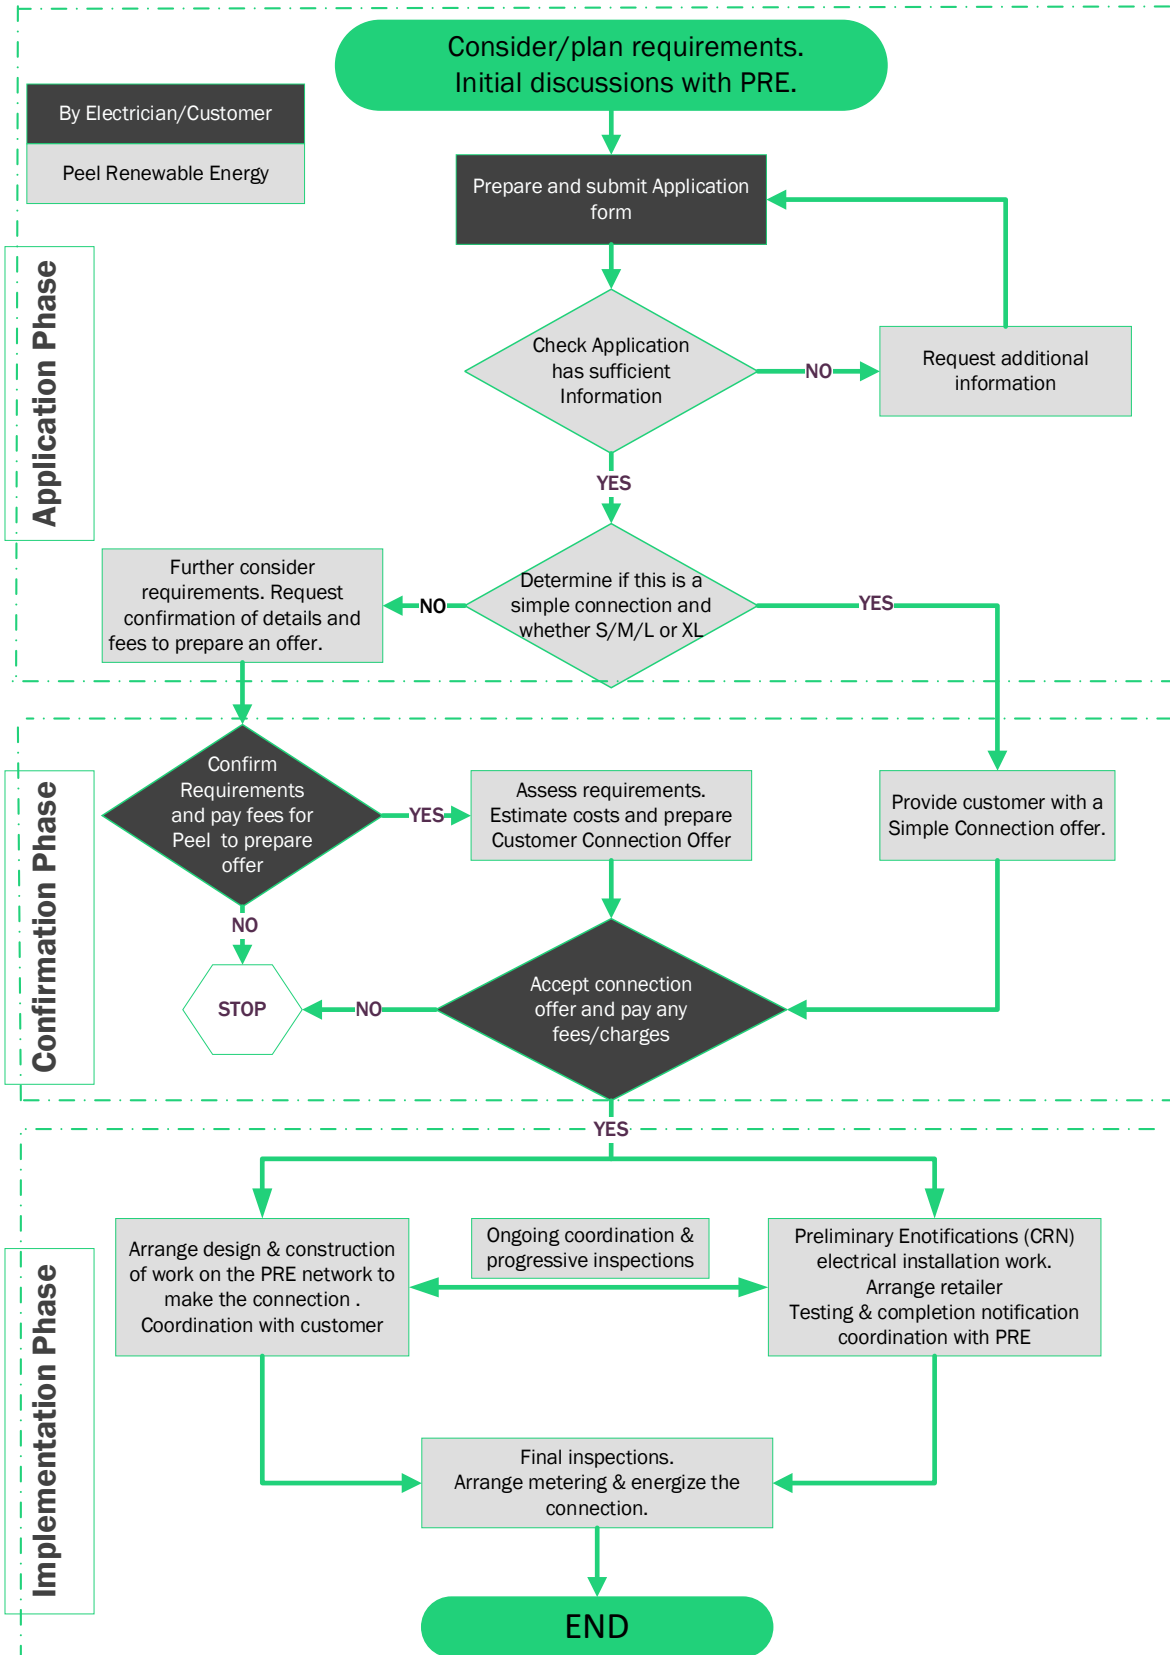 Consider/plan requirements.
Initial discussions with PRE.
By Electrician/Customer
Peel Renewable Energy
Prepare and submit Application
form
Application Phase
Check Application
has sufficient
Information
NO
Request additional
information
YES
Further consider
requirements. Request
confirmation of details and
fees to prepare an offer.
NO
Determine if this is a
simple connection and
whether S/M/L or XL
YES
Confirmation Phase
Confirm
Requirements
and pay fees for
Peel to prepare
offer
YES
Assess requirements.
Estimate costs and prepare
Customer Connection Offer
Provide customer with a
Simple Connection offer.
NO
STOP
NO
Accept connection
offer and pay any
fees/charges
YES
Implementation Phase
Arrange design & construction
of work on the PRE network to
make the connection .
Coordination with customer
Ongoing coordination &
progressive inspections
Preliminary Enotifications (CRN)
electrical installation work.
Arrange retailer
Testing & completion notification
coordination with PRE
Final inspections.
Arrange metering & energize the
connection.
END